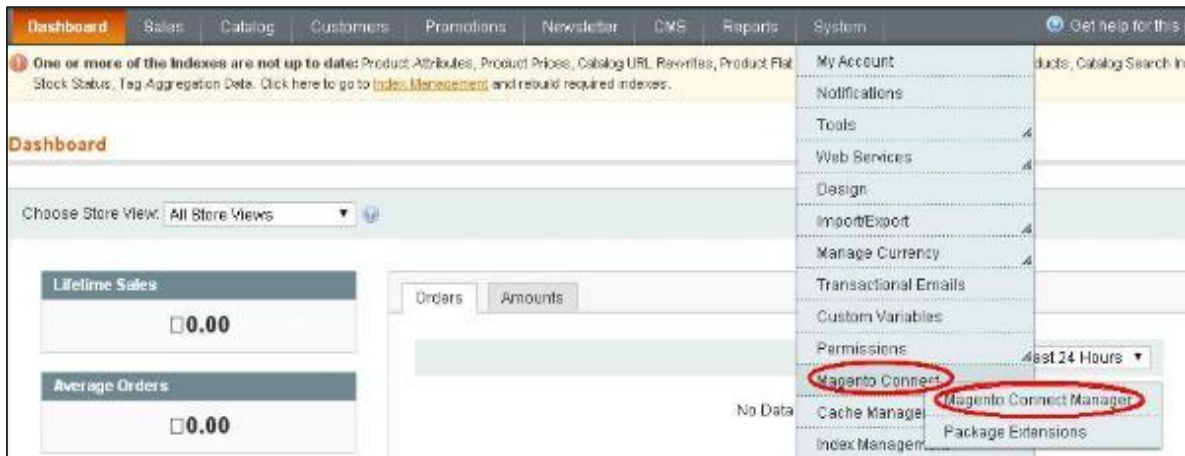 Dashboard Sales Catalog Customers Promotions Newsletter CMS Reports System Get help for this
One or more of the Indexes are not up to date: Product Attributes, Product Prices, Catalog URL Rewrites, Product Flat ducts, Catalog Search In
Stock Status, Tag Aggregation Data. Click here to go to Index Management and rebuild required indexes.
My Account
Notifications
Tools
Web Services
Design
Import/Export
Manage Currency
Transactional Emails
Custom Variables
Permissions
Magento Connect
Cache Manage
Index Managem
Magento Connect Manager
Package Extensions
Dashboard
Choose Store View: All Store Views
Lifetime Sales
0.00
Average Orders
0.00
Orders Amounts
ast 24 Hours
No Data